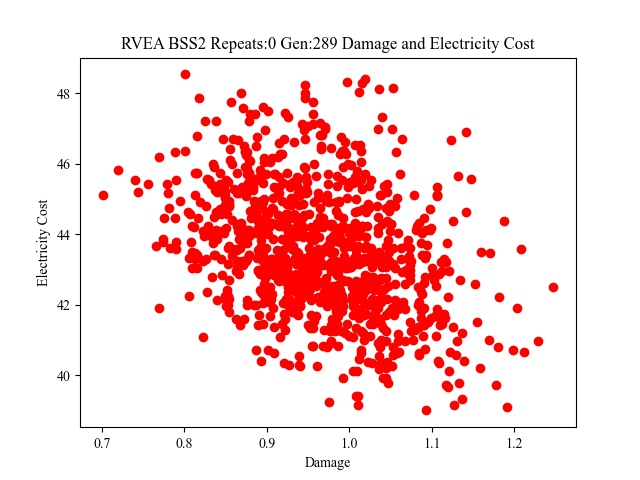 RVEA BSS2 Repeats:0 Gen:289 Damage and Electricity Cost
48
46
44
42
40
Electricity Cost
0.7 0.8 0.9 1.0 1.1 1.2
Damage